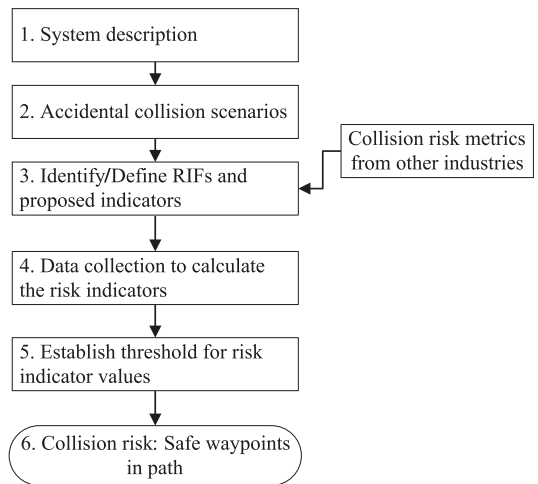 1. System description
2. Accidental collision scenarios
Collision risk metrics
from other industries
3. Identify/Define RIFs and
proposed indicators
4. Data collection to calculate
the risk indicators
5. Establish threshold for risk
indicator values
6. Collision risk: Safe waypoints
in path